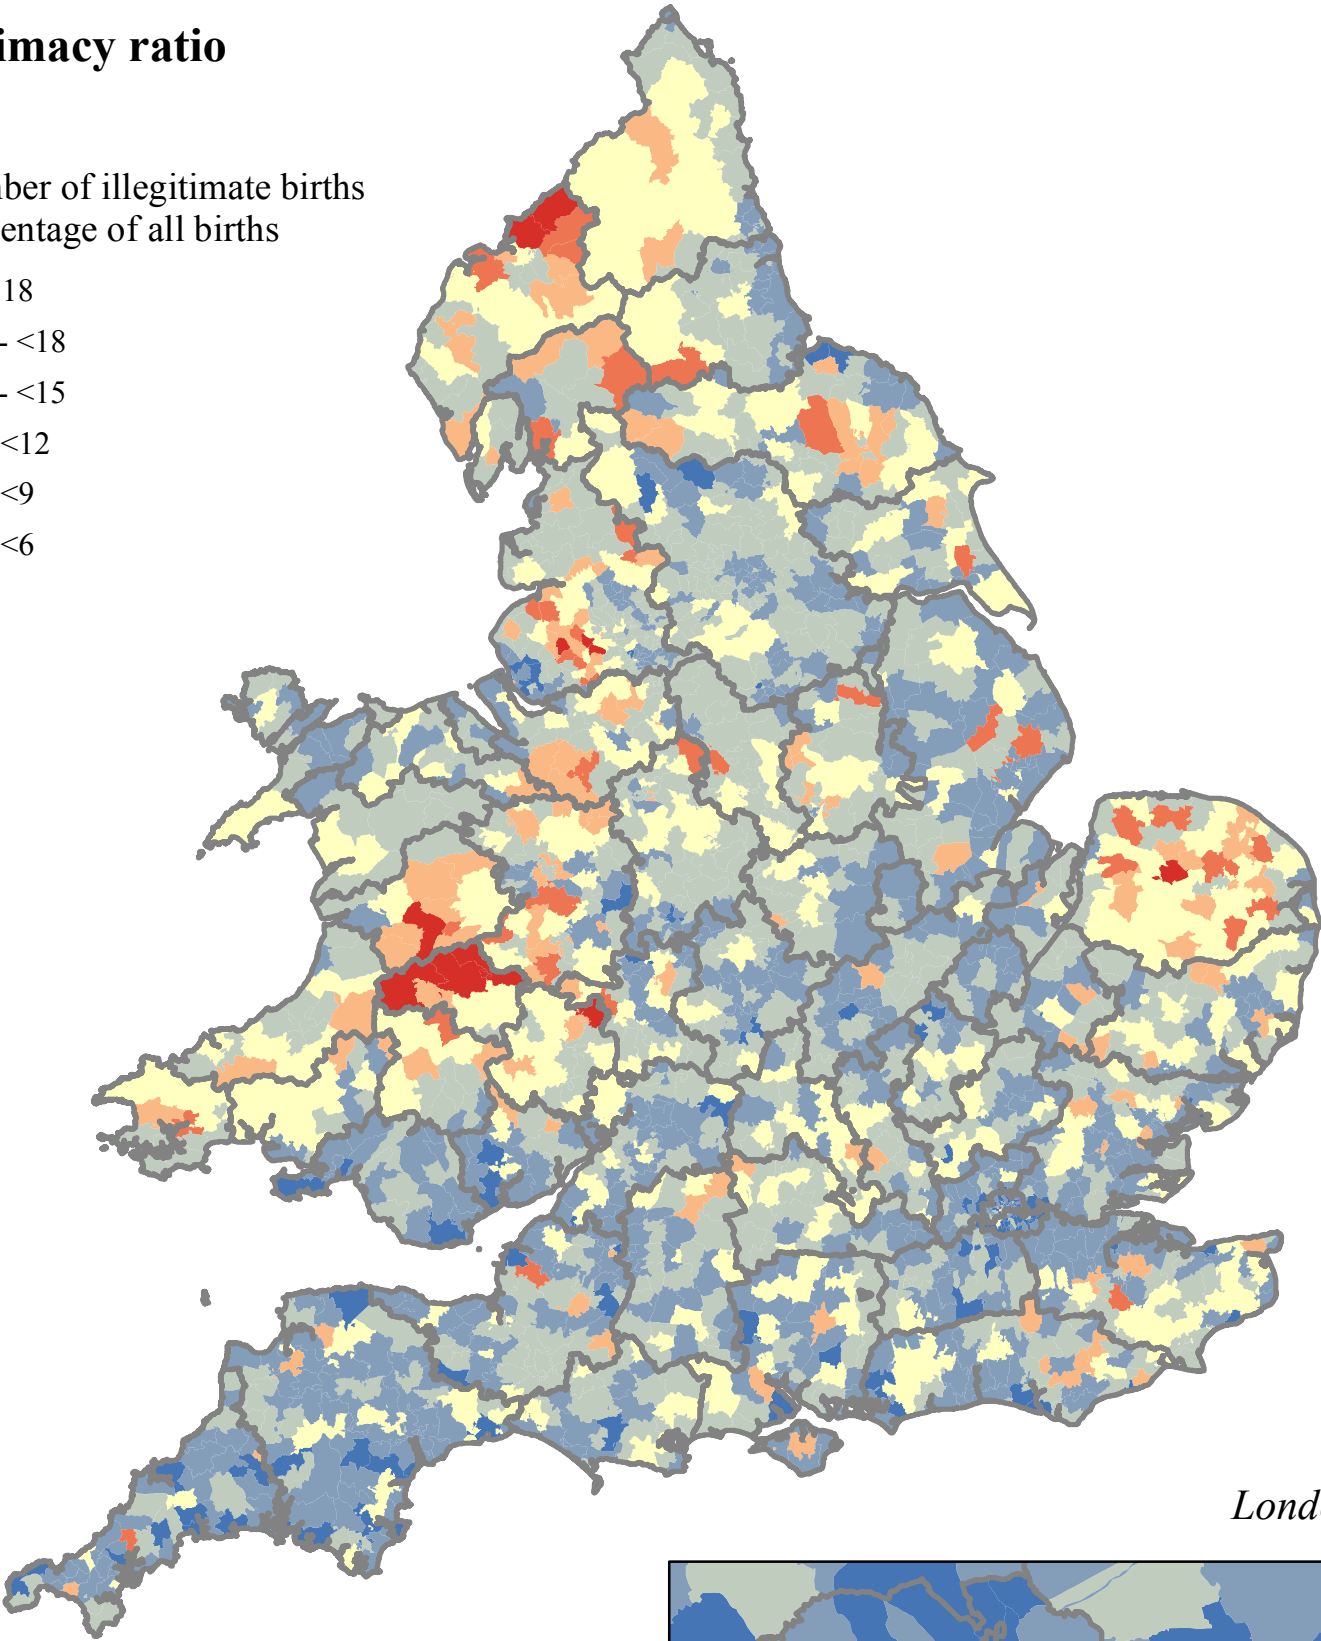 imacy ratio
ber of illegitimate births
entage of all births
18
- <18
- <15
<12
<9
<6
Lond